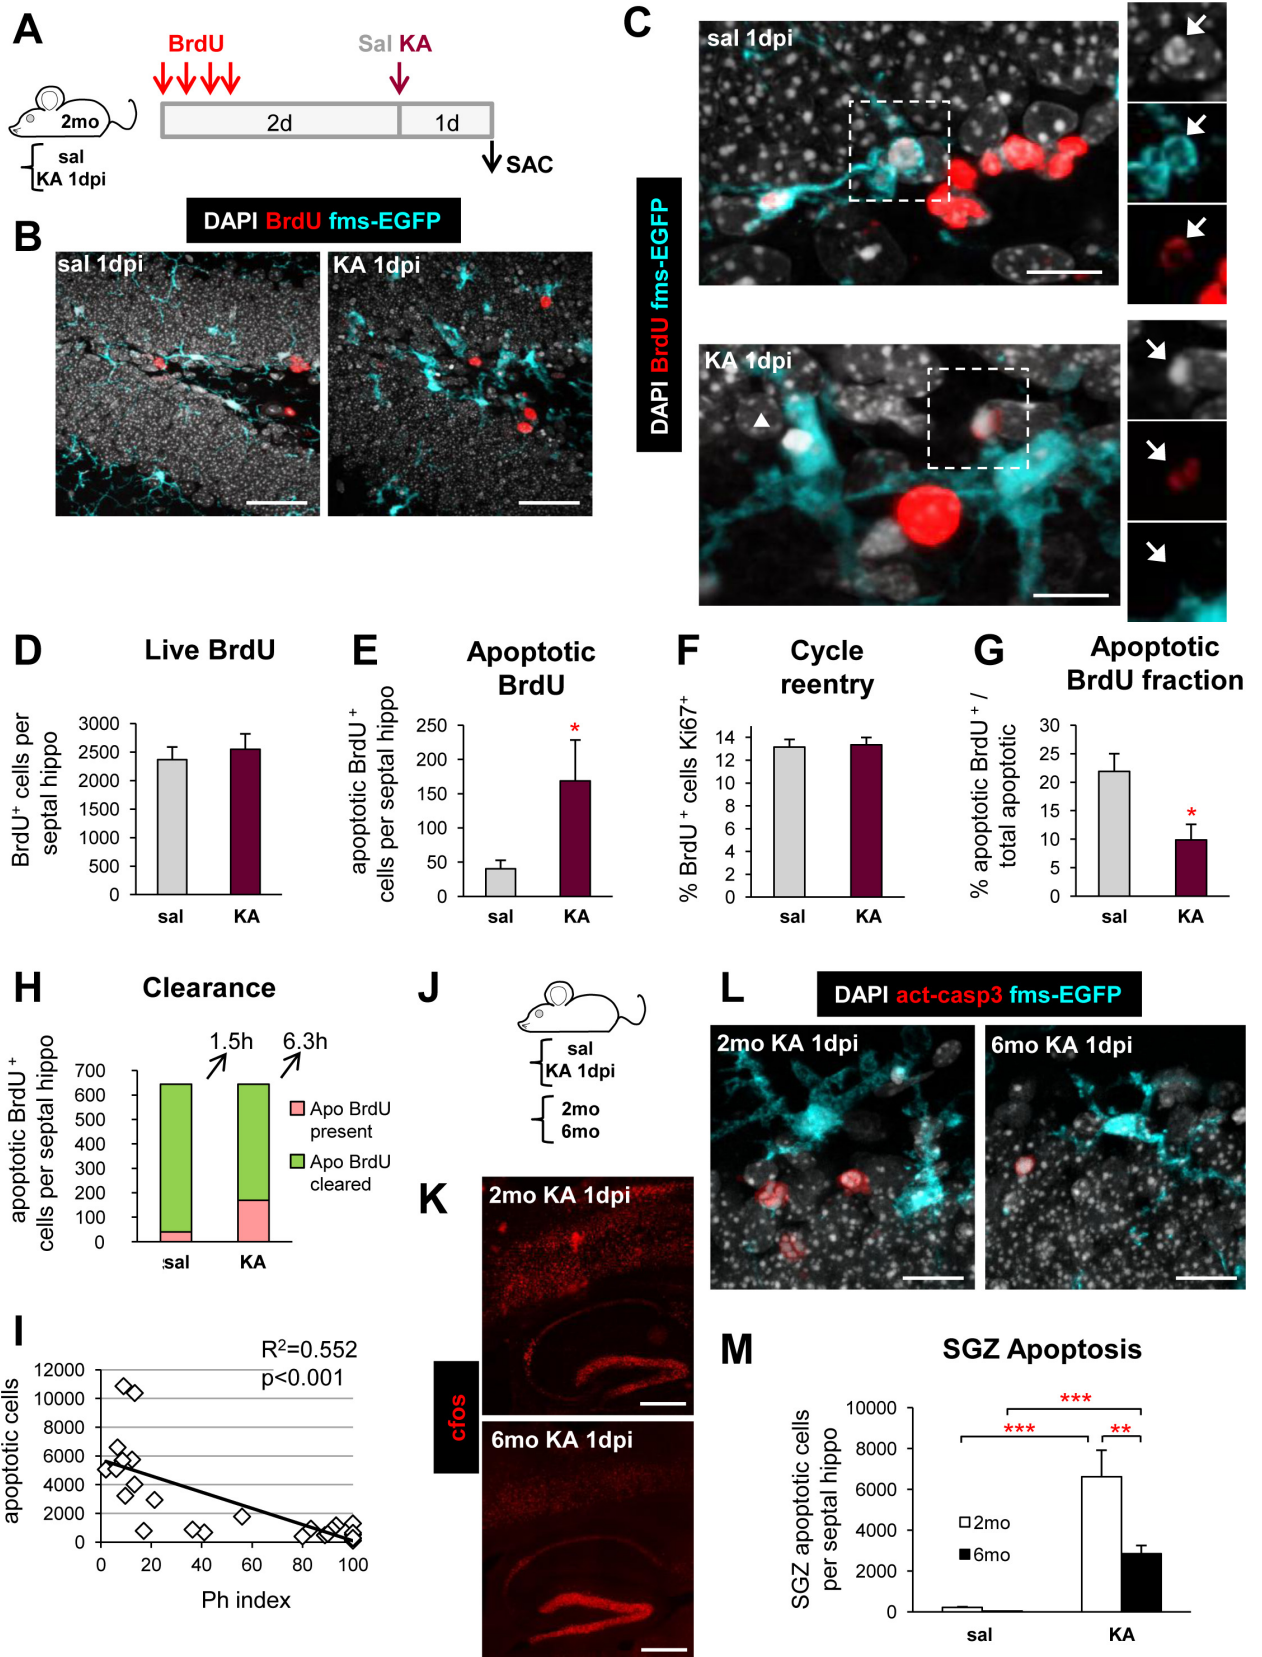 A
BrdU
Sal KA
2mo
2d
1d
sal
KA 1dpi
SAC
B
DAPI BrdU fms-EGFP
sal 1dpi
KA 1dpi
C
DAPI BrdU fms-EGFP
sal 1dpi
KA 1dpi
D
Live BrdU
BrdU+ cells per
septal hippo
3000
2500
2000
1500
1000
500
0
sal
KA
E
Apoptotic
BrdU
apoptotic BrdU +
cells per septal hippo
250
200
150
100
50
0
*
sal
KA
F
Cycle
reentry
% BrdU + cells Ki67+
14
12
10
8
6
4
2
0
sal
KA
G
Apoptotic
BrdU fraction
% apoptotic BrdU + /
total apoptotic
30
25
20
15
10
5
0
*
sal
KA
H
Clearance
apoptotic BrdU +
cells per septal hippo
700
600
500
400
300
200
100
0
1.5h
6.3h
Apo BrdU
present
Apo BrdU
cleared
sal
KA
I
R2=0.552
p<0.001
apoptotic cells
12000
10000
8000
6000
4000
2000
0
0
20
40
60
80
100
Ph index
J
sal
KA 1dpi
2mo
6mo
K
cfos
2mo KA 1dpi
6mo KA 1dpi
L
DAPI act-casp3 fms-EGFP
2mo KA 1dpi
6mo KA 1dpi
M
SGZ Apoptosis
SGZ apoptotic cells
per septal hippo
10000
8000
6000
4000
2000
0
***
***
**
2mo
6mo
sal
KA